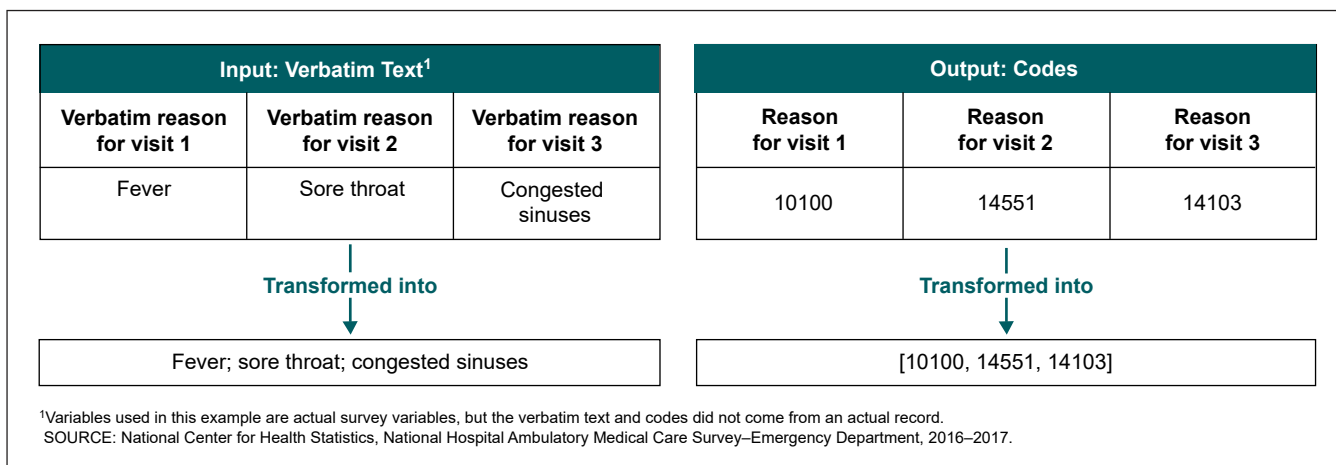 Input: Verbatim Text1
Verbatim reason
for visit 1
Verbatim reason
for visit 2
Verbatim reason
for visit 3
Fever
Sore throat
Congested
sinuses
Transformed into
Fever; sore throat; congested sinuses
Output: Codes
Reason
for visit 1
Reason
for visit 2
Reason
for visit 3
10100
14551
14103
Transformed into
[10100, 14551, 14103]
1Variables used in this example are actual survey variables, but the verbatim text and codes did not come from an actual record.
SOURCE: National Center for Health Statistics, National Hospital Ambulatory Medical Care Survey–Emergency Department, 2016–2017.